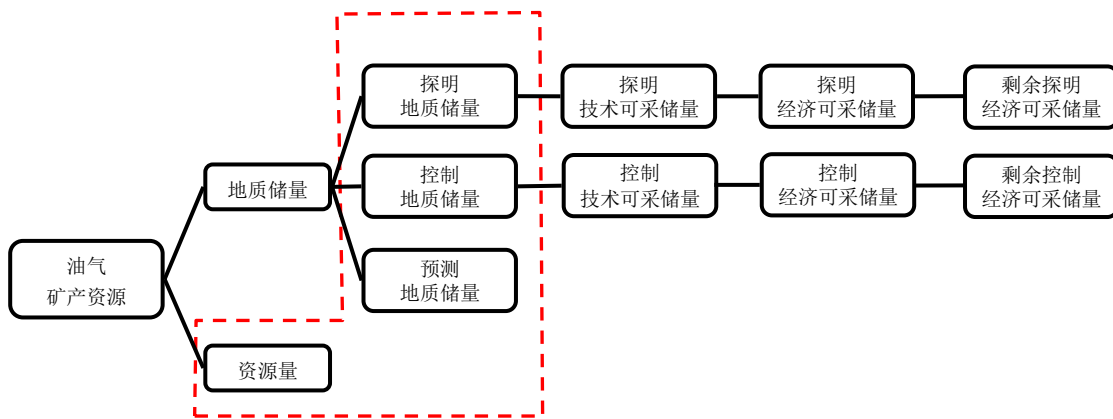 探明
地质储量
探明
技术可采储量
探明
经济可采储量
剩余探明
经济可采储量
地质储量
控制
地质储量
控制
技术可采储量
控制
经济可采储量
剩余控制
经济可采储量
油气
矿产资源
预测
地质储量
资源量